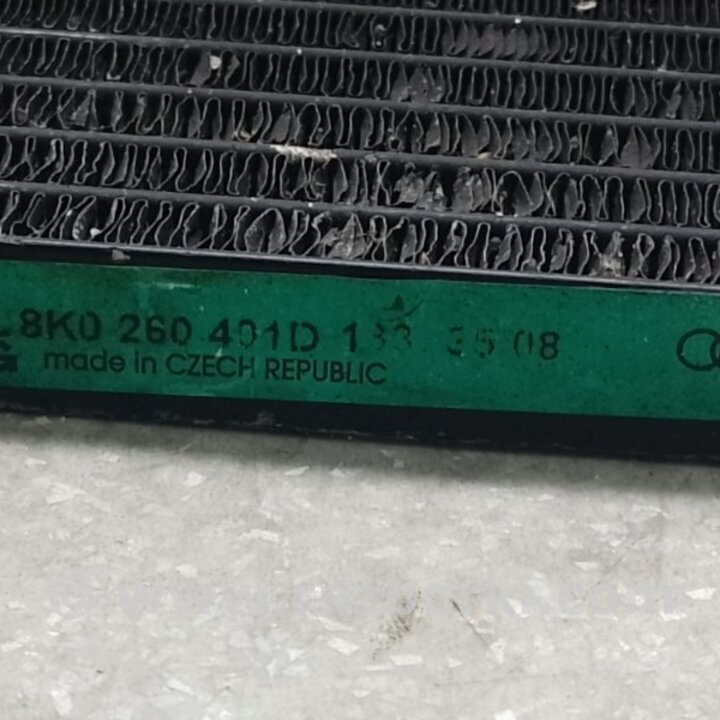 8K0 260 401D 133 35 08
made in CZECH REPUBLIC